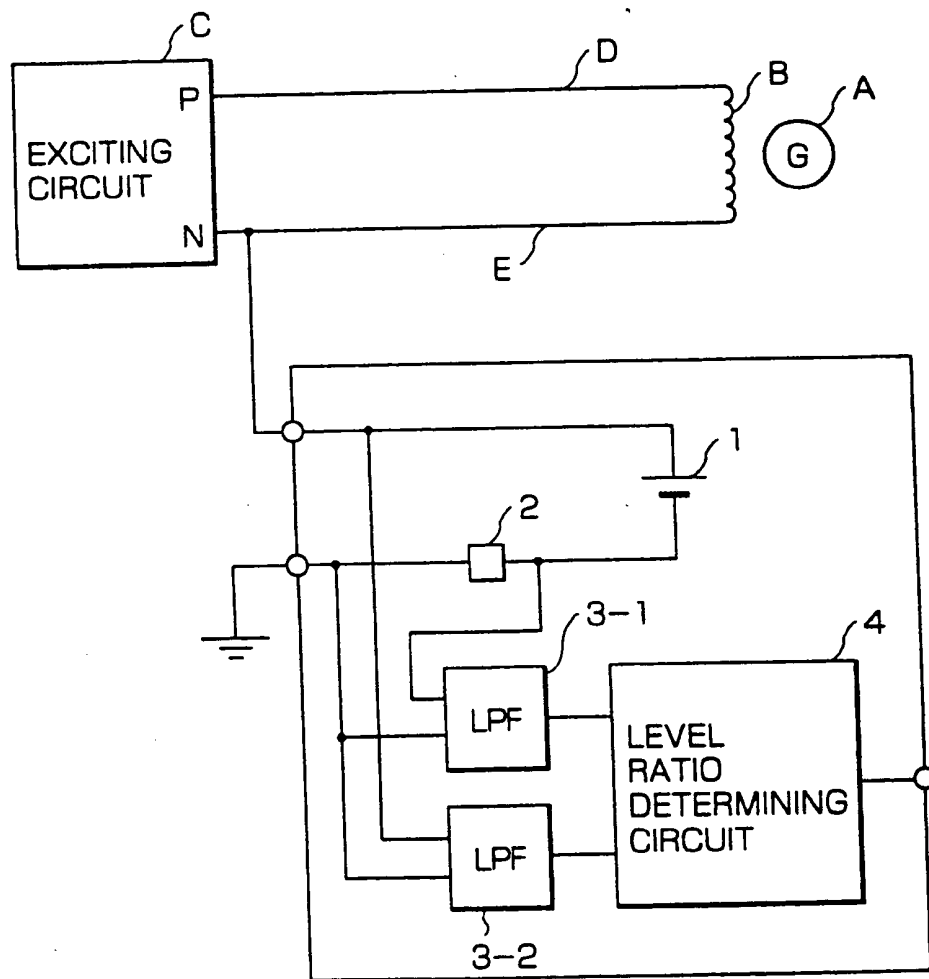 C
P
D
B
A
EXCITING
CIRCUIT
G
N
E
1
2
3-1
4
LPF
LEVEL
RATIO
DETERMINING
CIRCUIT
LPF
3-2